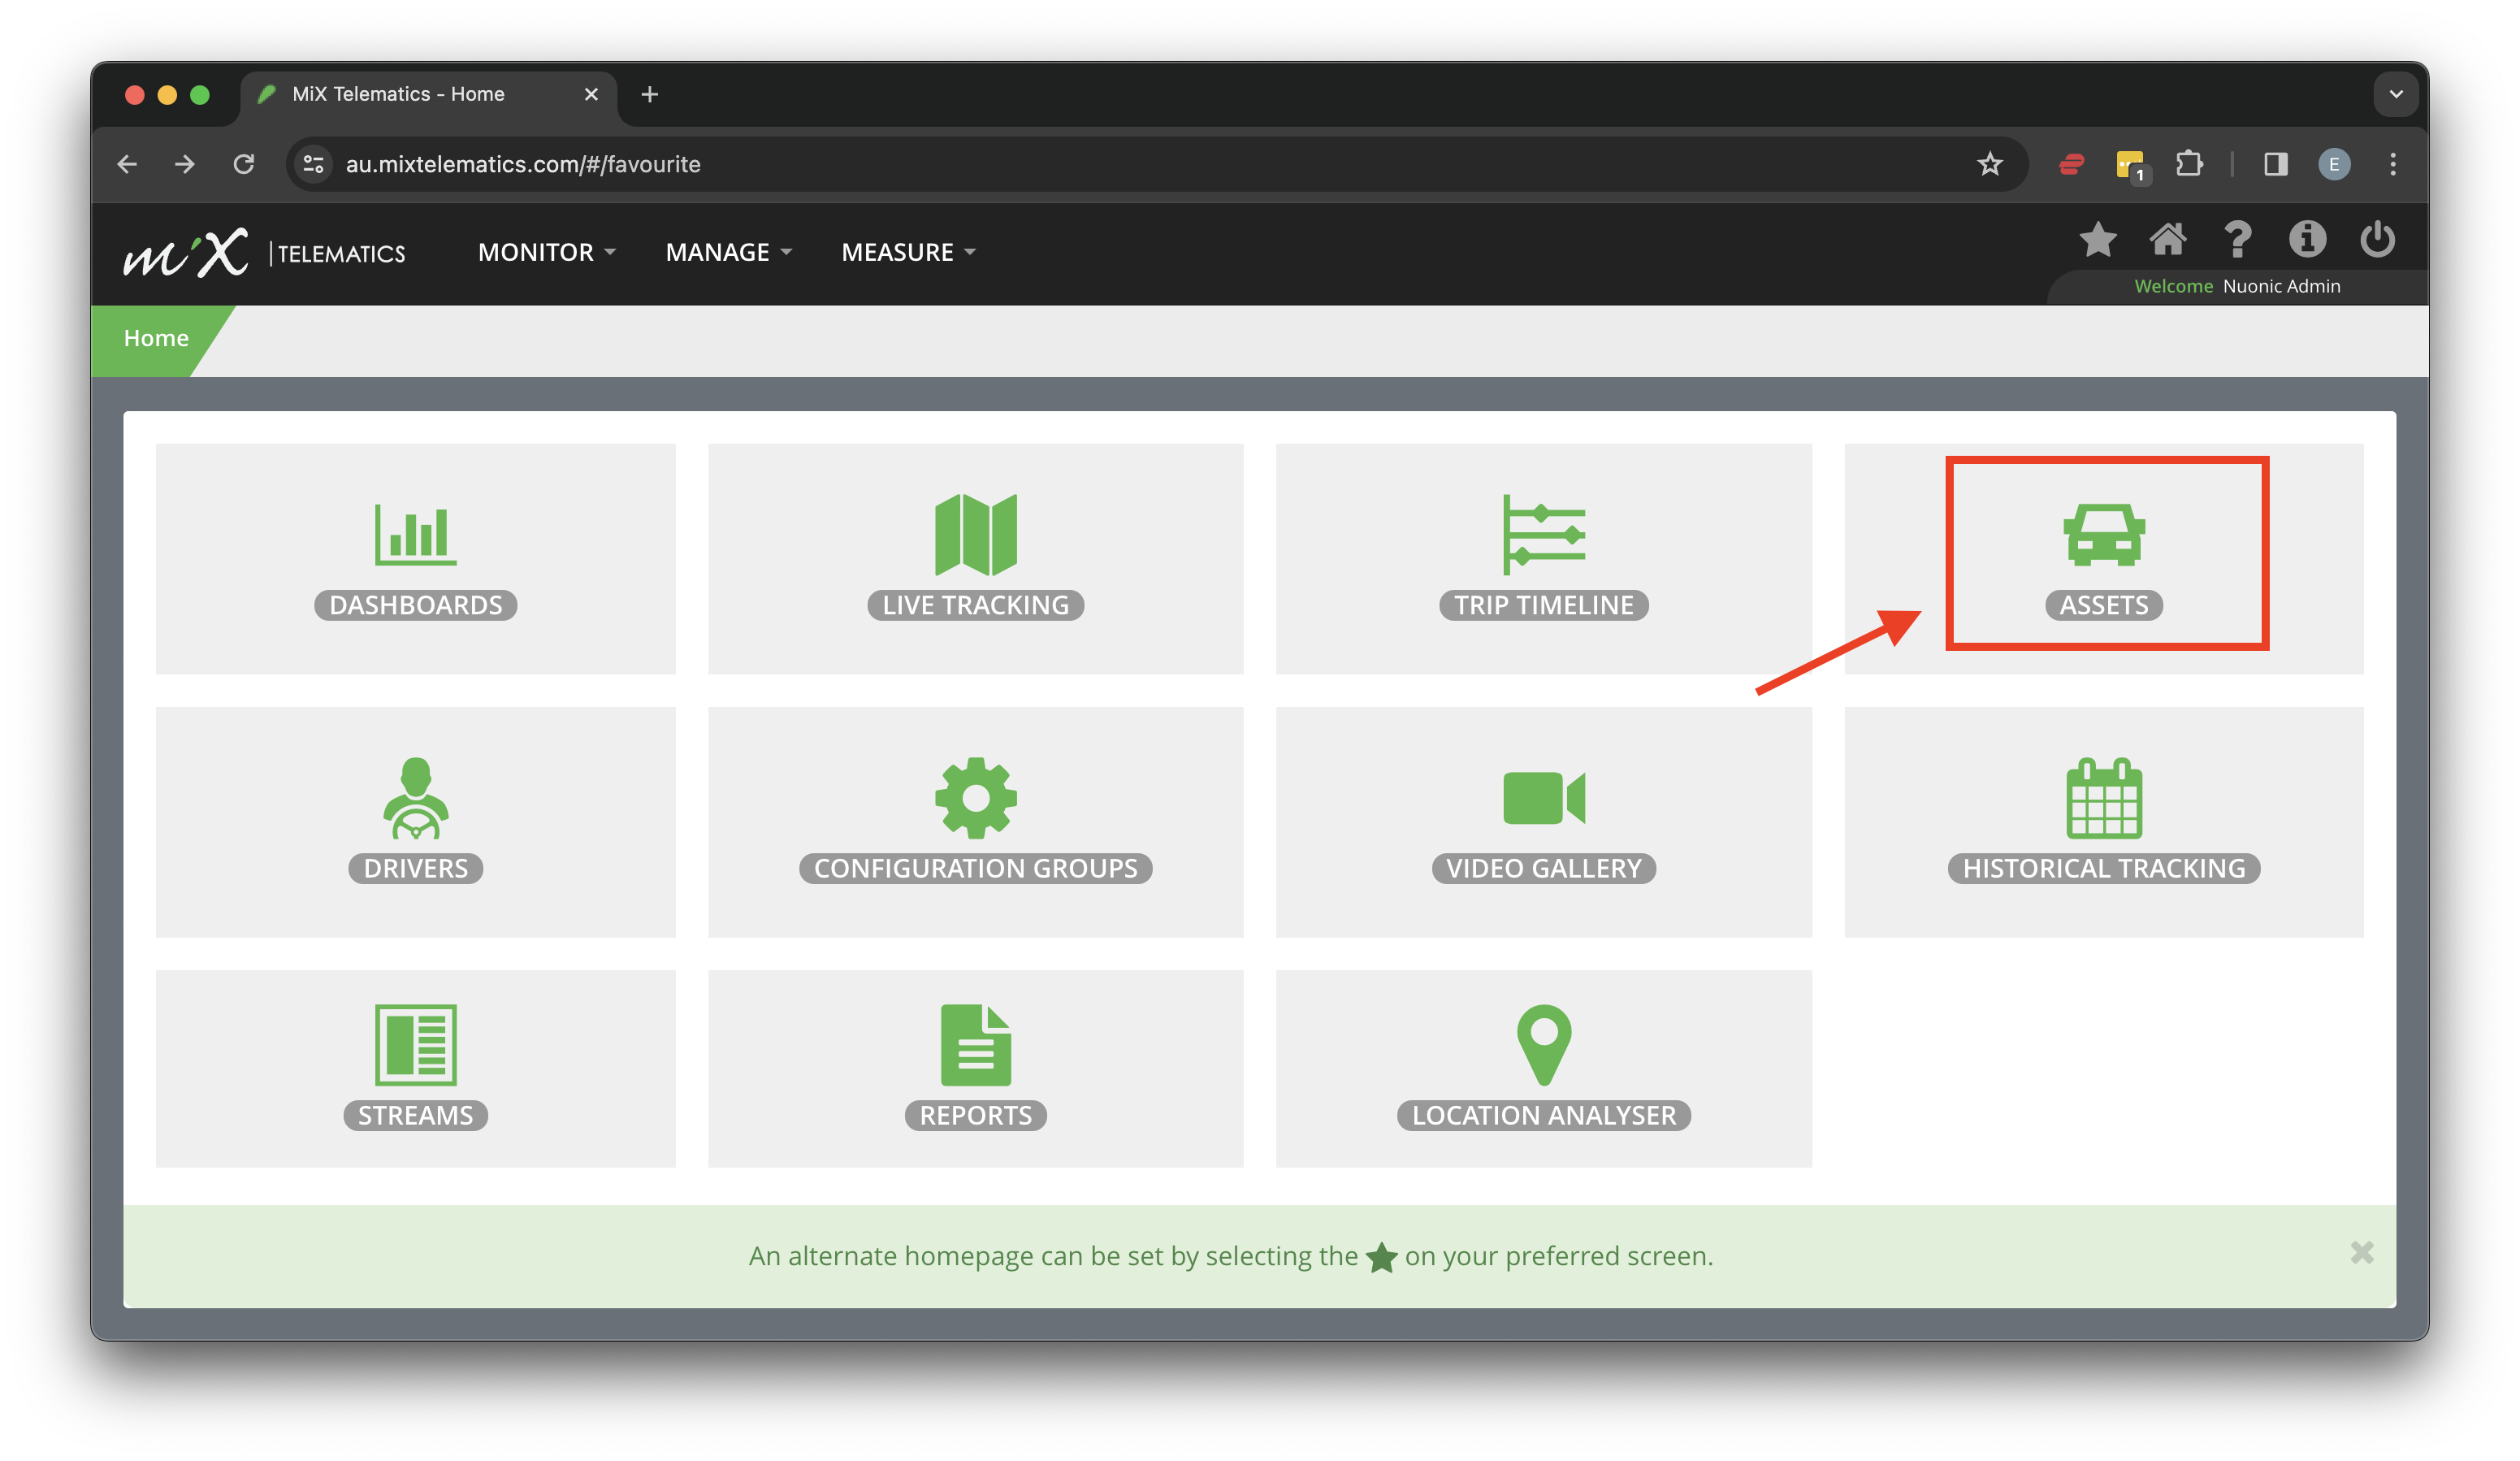 MiX Telematics - Home
au.mixtelematics.com/#/favourite
1
E
miX TELEMATICS
MONITOR
MANAGE
MEASURE
Welcome Nuonic Admin
Home
DASHBOARDS
LIVE TRACKING
TRIP TIMELINE
ASSETS
DRIVERS
CONFIGURATION GROUPS
VIDEO GALLERY
HISTORICAL TRACKING
STREAMS
REPORTS
LOCATION ANALYSER
An alternate homepage can be set by selecting the ★ on your preferred screen.